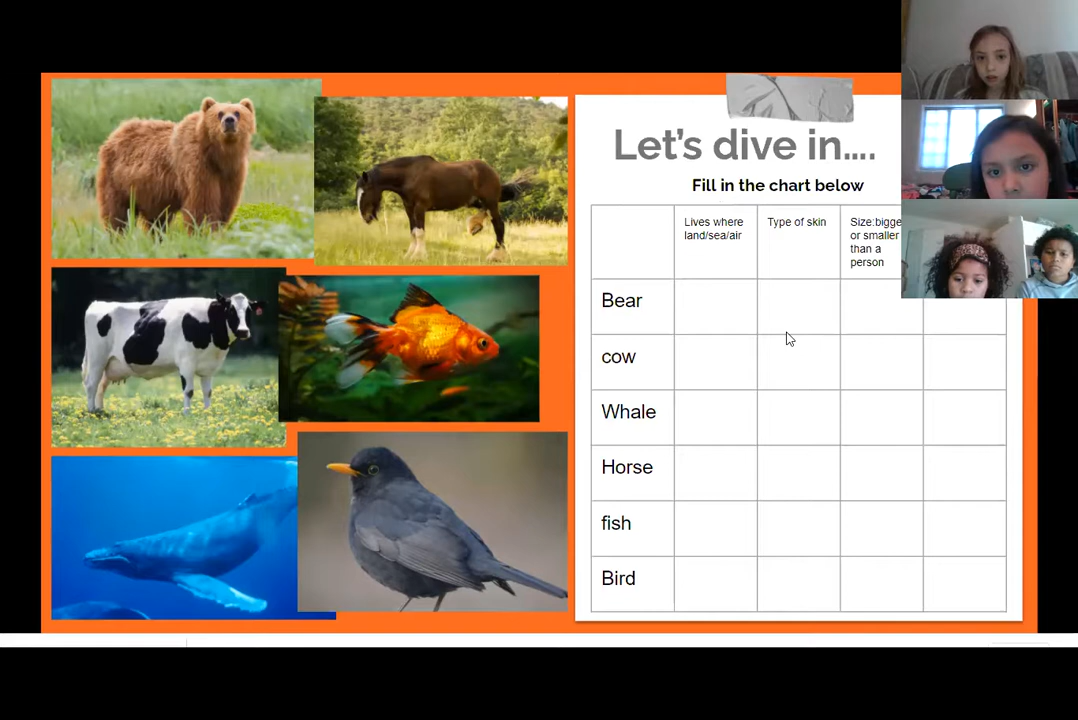 Let's dive in....
Fill in the chart below
Lives where
land/sea/air
Type of skin
Size:bigge
or smaller
than a
person
Bear
cow
Whale
Horse
fish
Bird